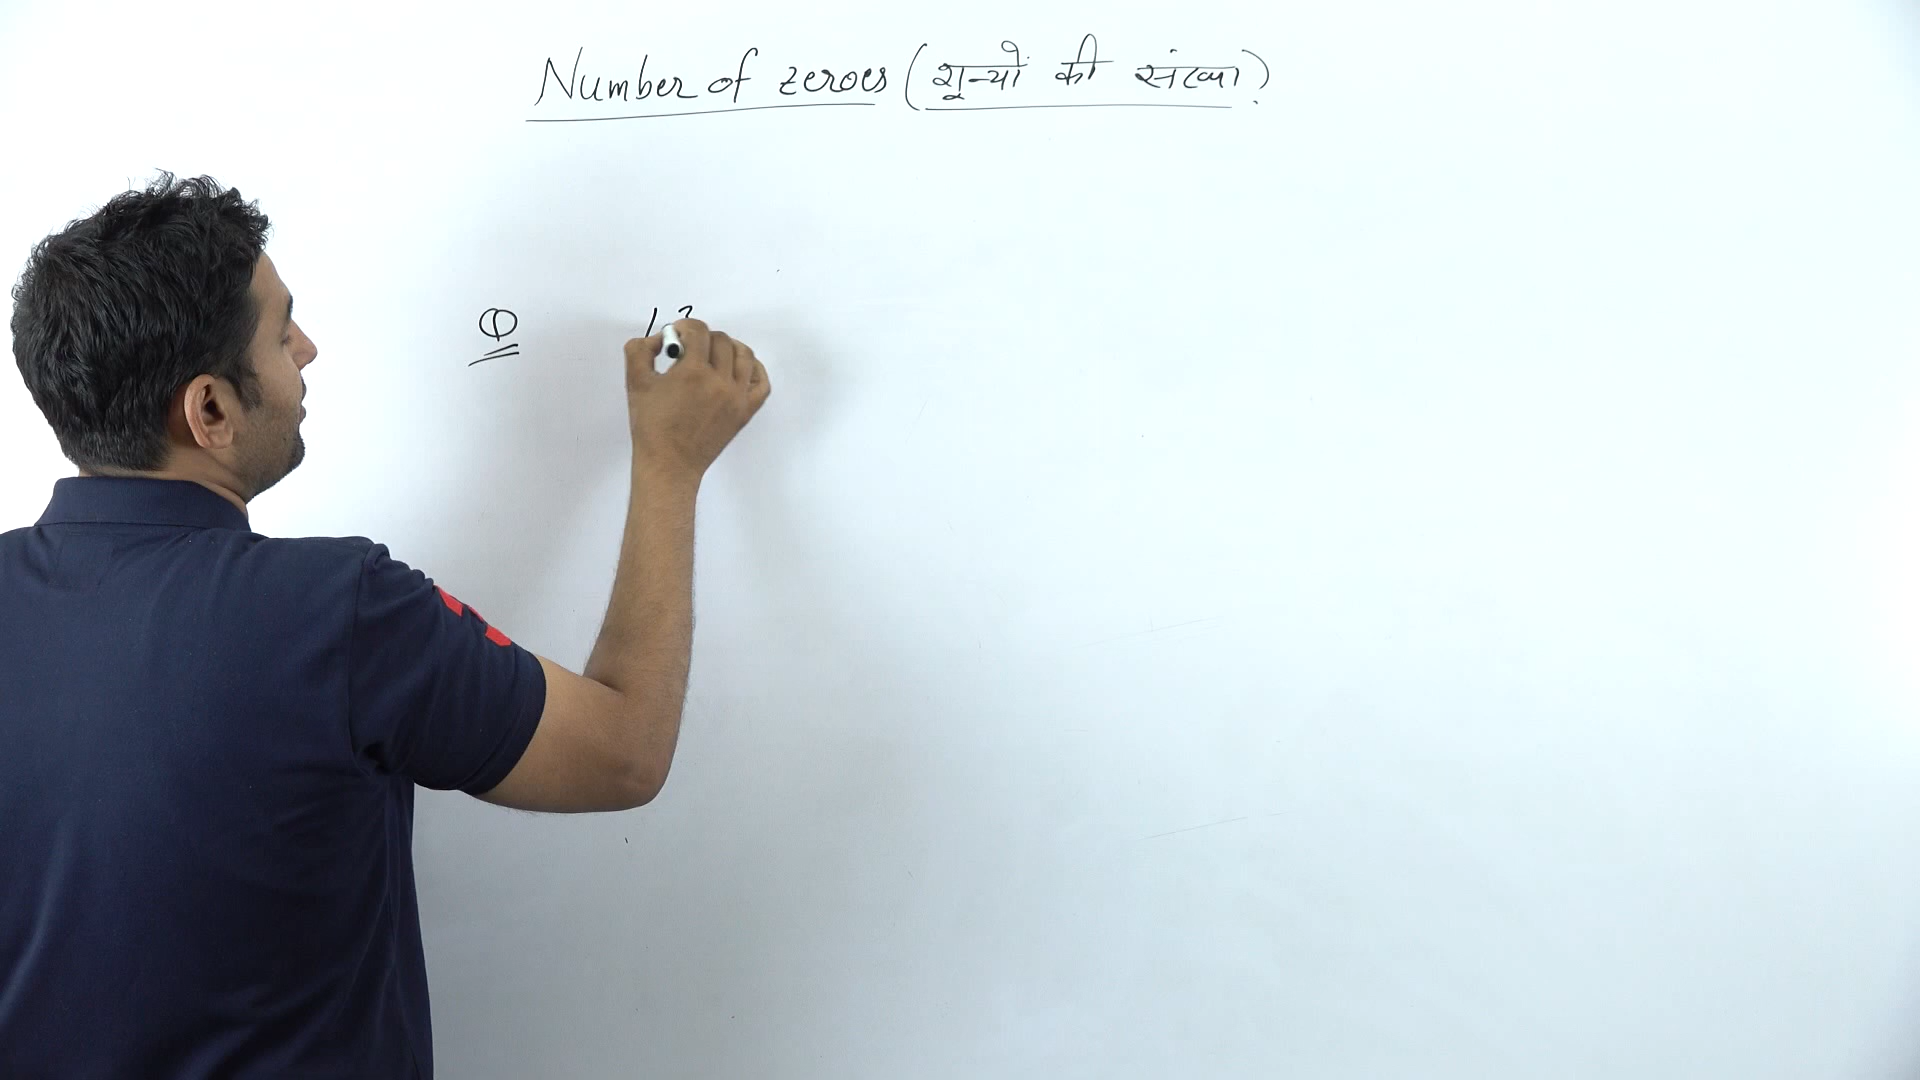 Number of zeroes (शून्यों की संख्या)
Q